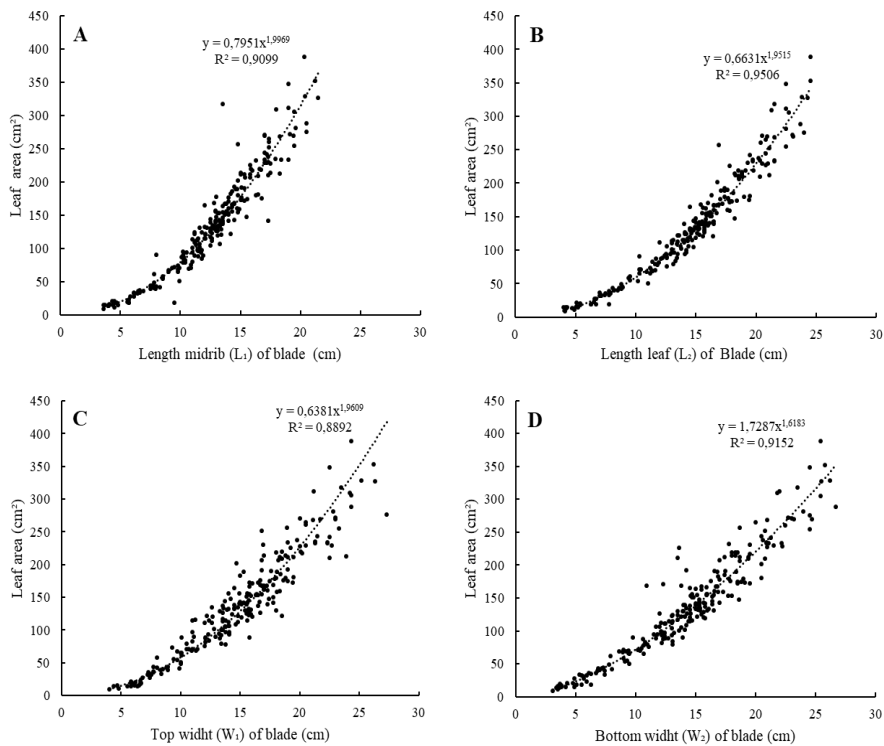 A
y = 0,7951x^1,9969
R² = 0,9099
Leaf area (cm²)
450
400
350
300
250
200
150
100
50
0
0 5 10 15 20 25 30
Length midrib (L₁) of blade (cm)
B
y = 0,6631x^1,9515
R² = 0,9506
Leaf area (cm²)
450
400
350
300
250
200
150
100
50
0
0 5 10 15 20 25 30
Length leaf (L₂) of Blade (cm)
C
y = 0,6381x^1,9609
R² = 0,8892
Leaf area (cm²)
450
400
350
300
250
200
150
100
50
0
0 5 10 15 20 25 30
Top widht (W₁) of blade (cm)
D
y = 1,7287x^1,6183
R² = 0,9152
Leaf area (cm²)
450
400
350
300
250
200
150
100
50
0
0 5 10 15 20 25 30
Bottom widht (W₂) of blade (cm)